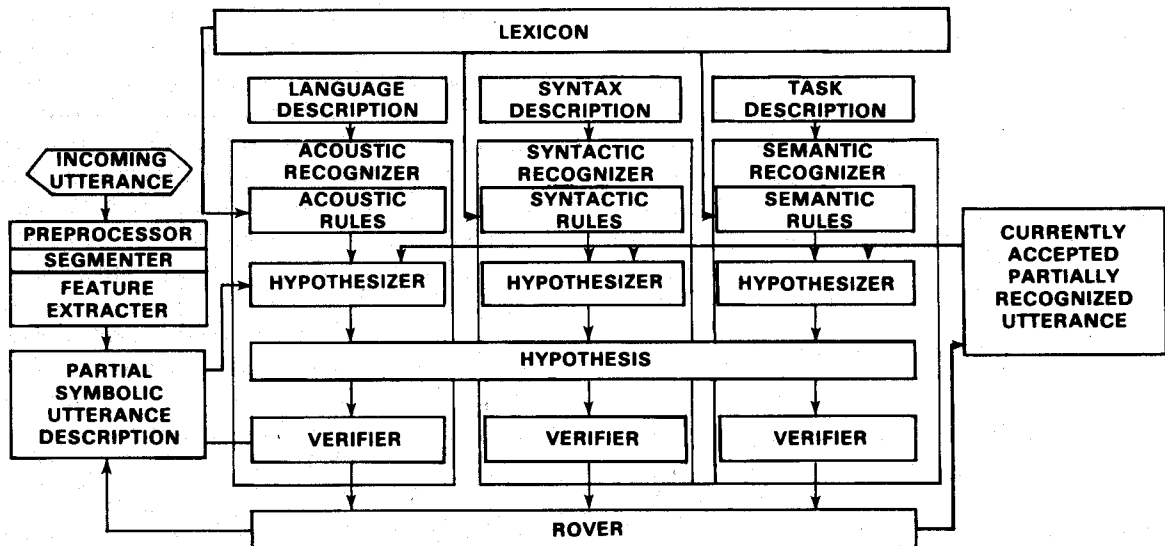 LEXICON
LANGUAGE
DESCRIPTION
SYNTAX
DESCRIPTION
TASK
DESCRIPTION
INCOMING
UTTERANCE
ACOUSTIC
RECOGNIZER
SYNTACTIC
RECOGNIZER
SEMANTIC
RECOGNIZER
ACOUSTIC
RULES
SYNTACTIC
RULES
SEMANTIC
RULES
PREPROCESSOR
SEGMENTER
FEATURE
EXTRACTER
HYPOTHESIZER
HYPOTHESIZER
HYPOTHESIZER
CURRENTLY
ACCEPTED
PARTIALLY
RECOGNIZED
UTTERANCE
HYPOTHESIS
PARTIAL
SYMBOLIC
UTTERANCE
DESCRIPTION
VERIFIER
VERIFIER
VERIFIER
ROVER